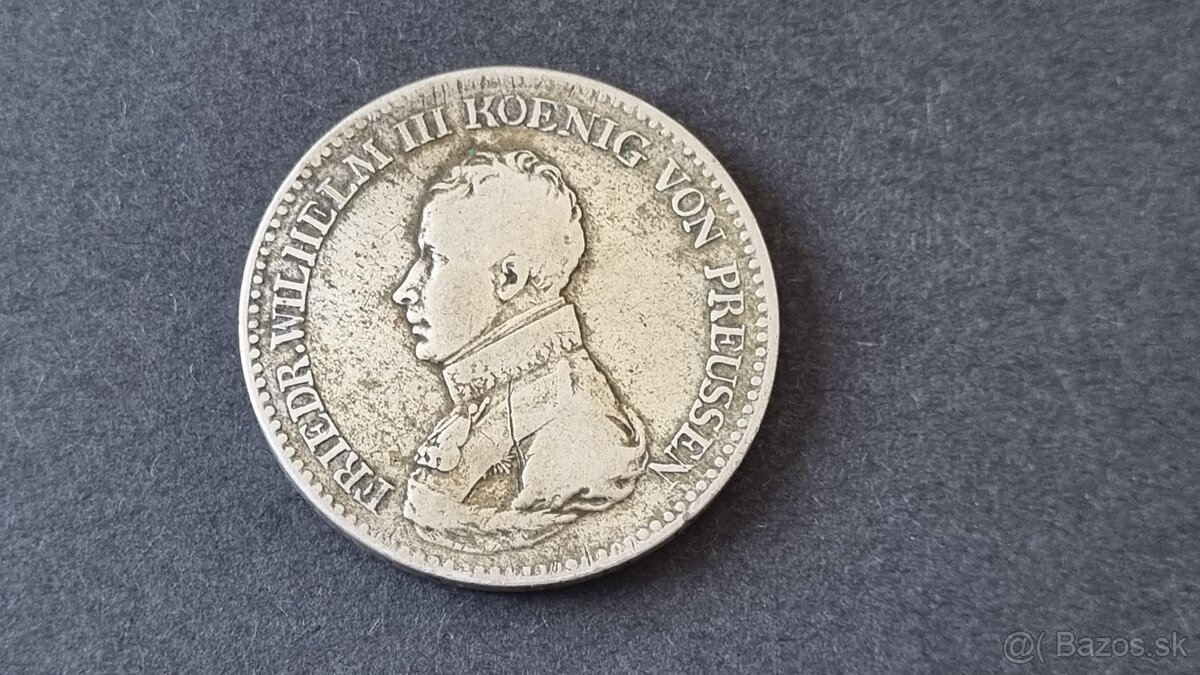 FRIEDR.WILHELM III KOENIG VON PREUSSEN
@( Bazos.sk